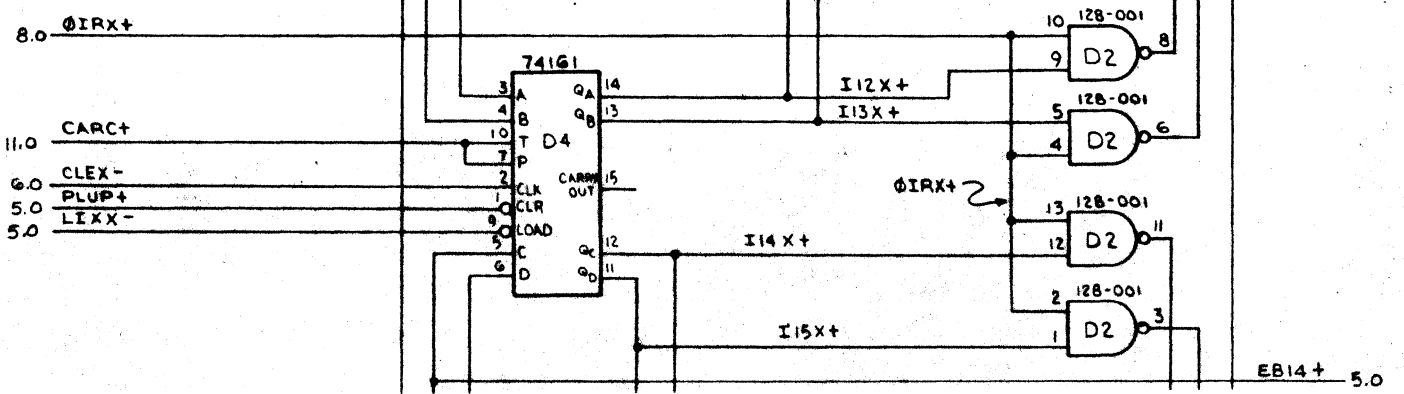 8.0 ØIRX+
11.0 CARC+
6.0 CLEX-
5.0 PLUP+
5.0 LIXX-
74161
D4
3 A
4 B
10 T
7 P
2 CLK
1 CLR
9 LOAD
5 C
6 D
QA 14
QB 13
CARRY OUT 15
QC 12
QD 11
I12X+
I13X+
I14X+
I15X+
ØIRX+
128-001
10
9
D2
8
128-001
5
4
D2
6
128-001
13
12
D2
11
128-001
2
1
D2
3
EB14+ 5.0